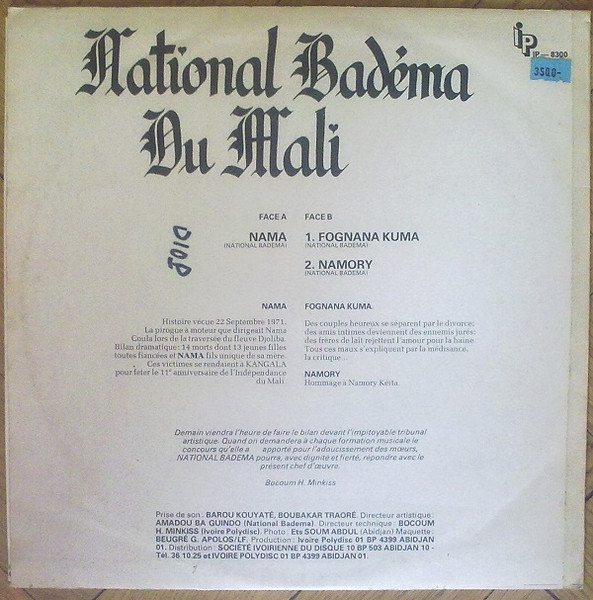 National Badéma
Du Mali
ip
IP — 8300
3500-
FACE A
NAMA
(NATIONAL BADEMA)
FACE B
1. FOGNANA KUMA
(NATIONAL BADEMA)
2. NAMORY
(NATIONAL BADEMA)
NAMA
Histoire vécue 22 Septembre 1971.
La pirogue à moteur que dirigeait Nama
Coula lors de la traversée du fleuve Djoliba.
Bilan dramatique : 14 morts dont 13 jeunes filles
toutes fiancées et NAMA fils unique de sa mère.
Ces victimes se rendaient à KANGALA
pour fêter le 11e anniversaire de l'Indépendance
du Mali
FOGNANA KUMA.
Des couples heureux se séparent par le divorce;
des amis intimes deviennent des ennemis jurés;
des frères de lait rejettent l'amour pour la haine.
Tous ces maux s'expliquent par la médisance,
la critique...
NAMORY
Hommage à Namory Kéïta.
Demain viendra l'heure de faire le bilan devant l'impitoyable tribunal
artistique. Quand on demandera à chaque formation musicale le
concours qu'elle a apporté pour l'adoucissement des mœurs,
NATIONAL BADEMA pourra, avec dignité et fierté, répondre avec le
présent chef d'œuvre.
Bocoum H. Minkiss
Prise de son : BAROU KOUYATÉ, BOUBAKAR TRAORÉ. Directeur artistique :
AMADOU BA GUINDO (National Badema). Directeur technique : BOCOUM
H. MINKISS (Ivoire Polydisc). Photo : Ets SOUM ABDUL (Abidjan) Maquette :
BEUGRÉ G. APOLOS/LF. Production : Ivoire Polydisc 01 BP 4399 ABIDJAN
01. Distribution : SOCIÉTÉ IVOIRIENNE DU DISQUE 10 BP 503 ABIDJAN 10 -
Tél. 36.10.25 et IVOIRE POLYDISC 01 BP 4399 ABIDJAN 01.